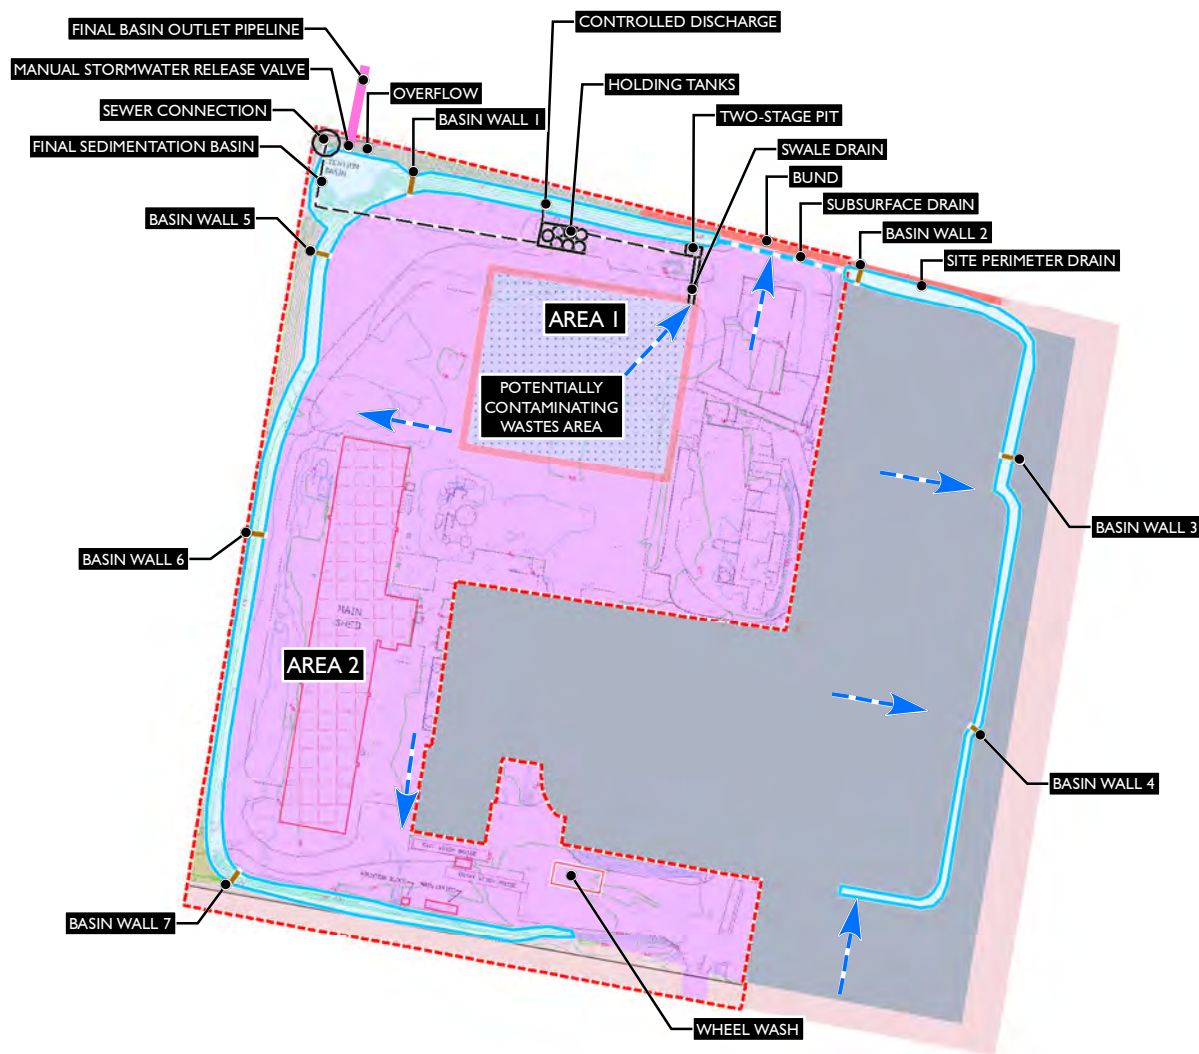 CONTROLLED DISCHARGE
FINAL BASIN OUTLET PIPELINE
MANUAL STORMWATER RELEASE VALVE
HOLDING TANKS
OVERFLOW
SEWER CONNECTION
BASIN WALL 1
TWO-STAGE PIT
FINAL SEDIMENTATION BASIN
SWALE DRAIN
BASIN
BUND
SUBSURFACE DRAIN
BASIN WALL 5
BASIN WALL 2
SITE PERIMETER DRAIN
AREA 1
POTENTIALLY
CONTAMINATING
WASTES AREA
BASIN WALL 3
BASIN WALL 6
MAIN
SHED
AREA 2
BASIN WALL 4
BASIN WALL 7
WHEEL WASH